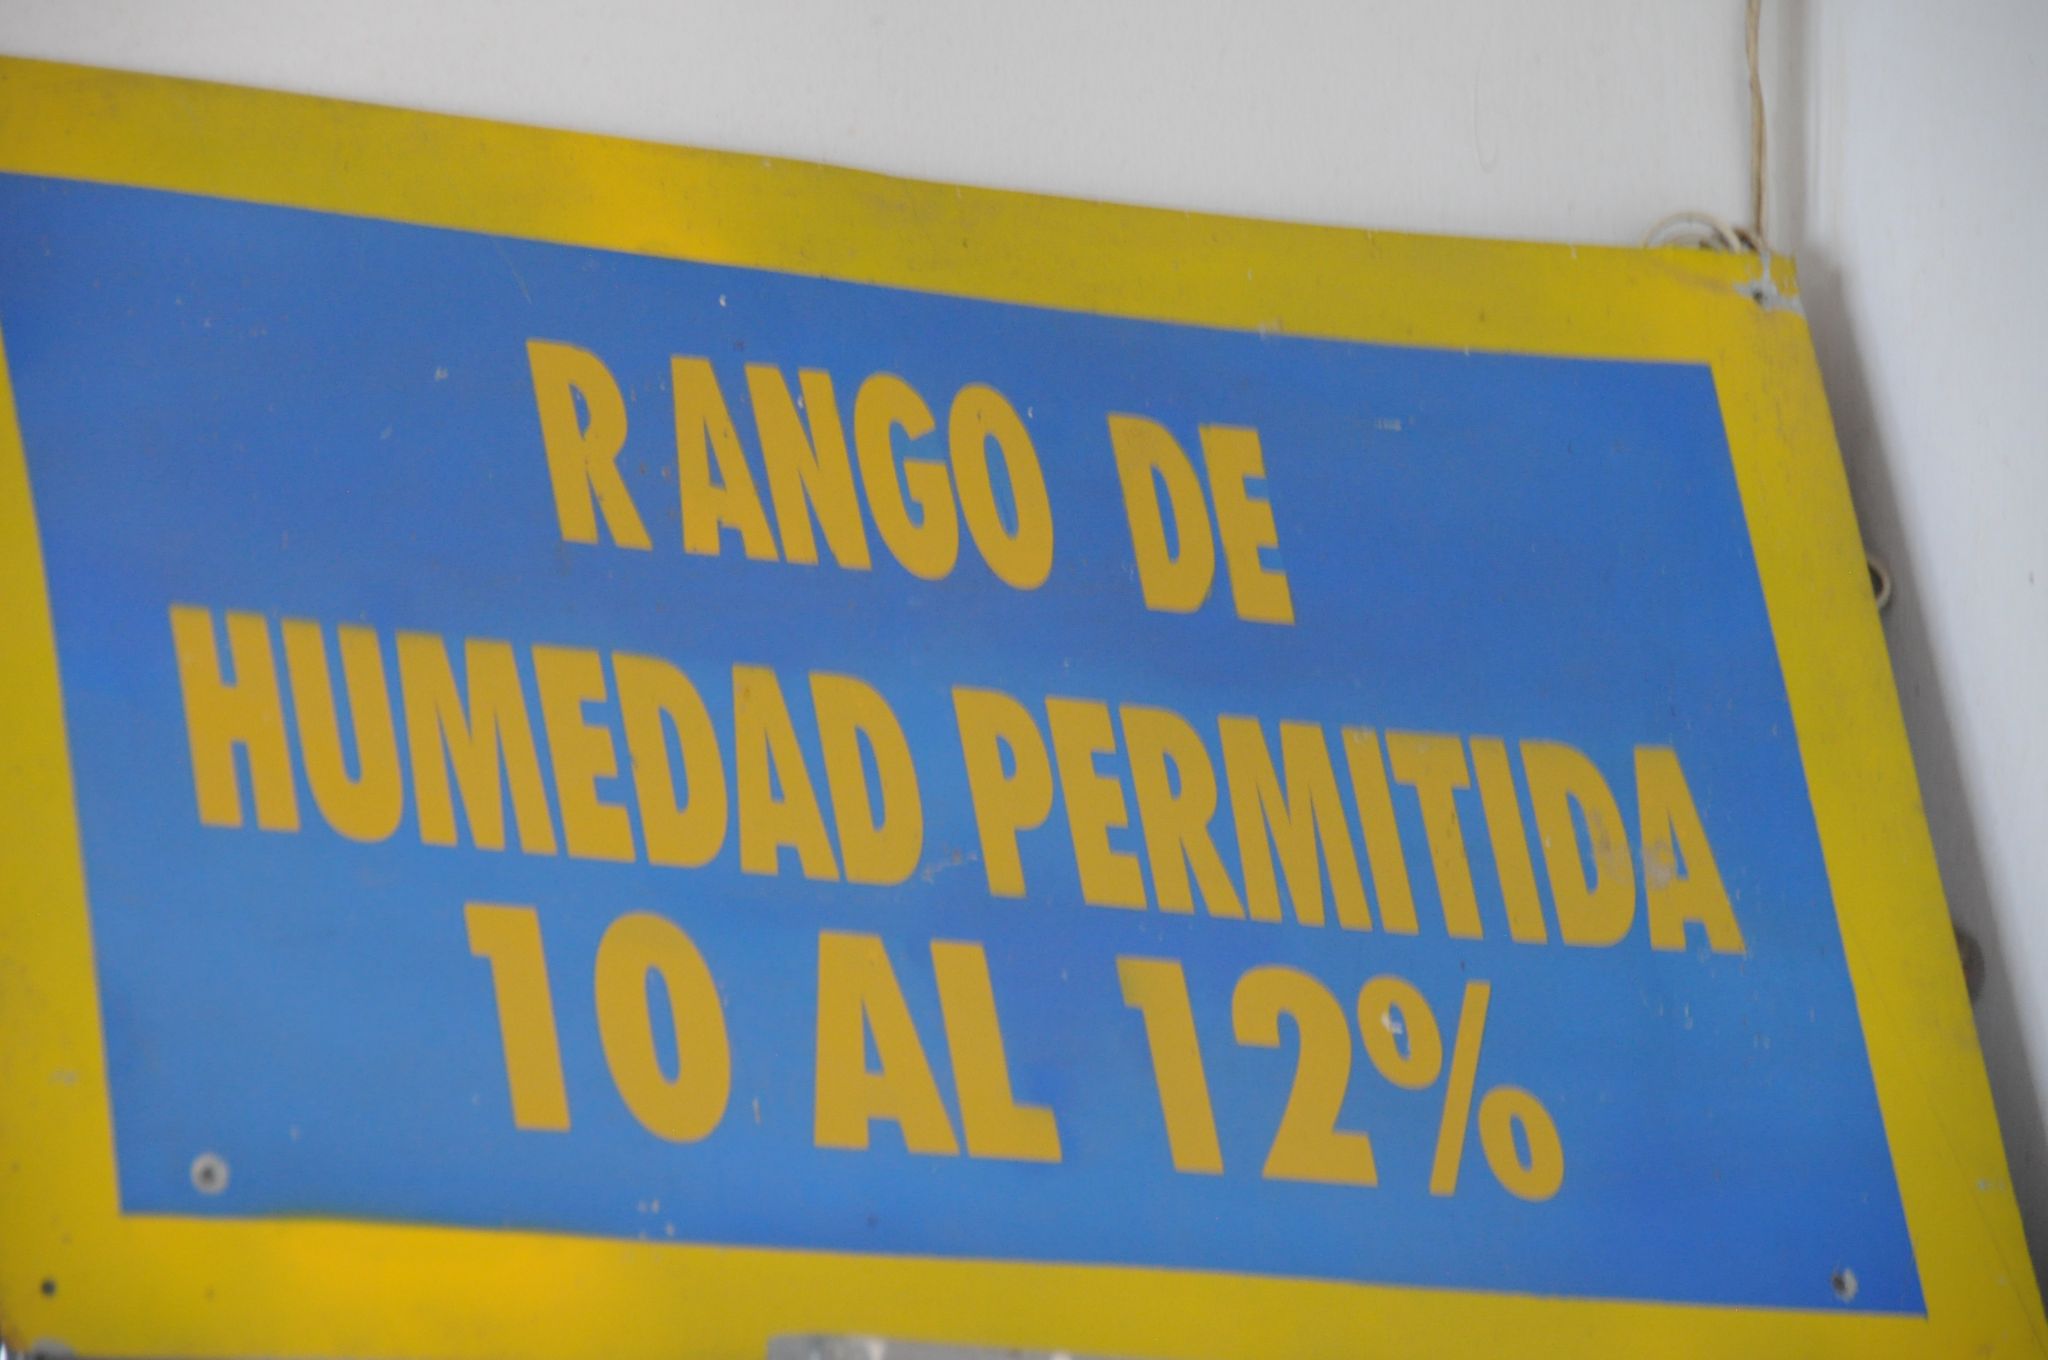 RANGO DE
HUMEDAD PERMITIDA
10 AL 12%